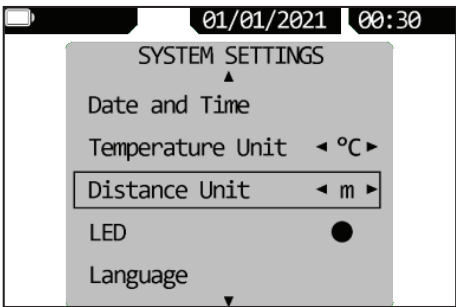 01/01/2021 00:30
SYSTEM SETTINGS
Date and Time
Temperature Unit ◄ °C ►
Distance Unit ◄ m ►
LED
Language